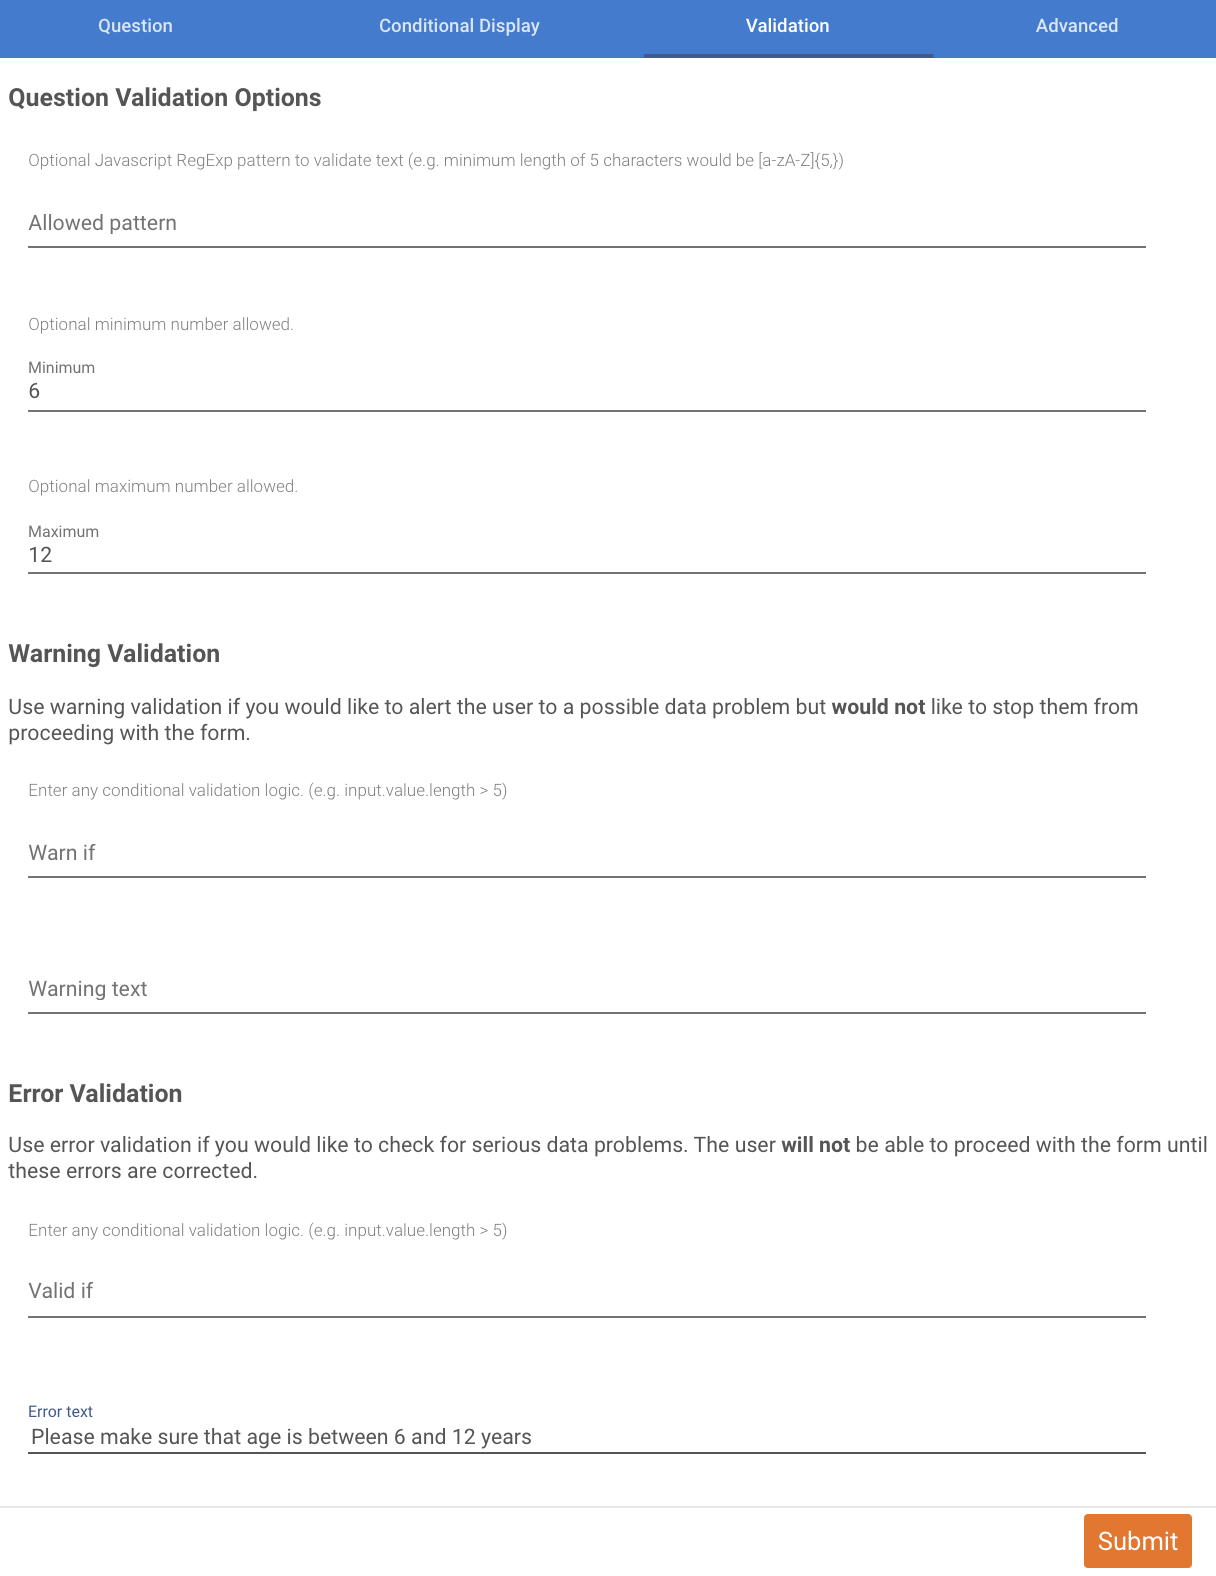 Question Conditional Display Validation Advanced
Question Validation Options
Optional Javascript RegExp pattern to validate text (e.g. minimum length of 5 characters would be [a-zA-Z]{5,})
Allowed pattern
Optional minimum number allowed.
Minimum
6
Optional maximum number allowed.
Maximum
12
Warning Validation
Use warning validation if you would like to alert the user to a possible data problem but would not like to stop them from
proceeding with the form.
Enter any conditional validation logic. (e.g. input.value.length > 5)
Warn if
Warning text
Error Validation
Use error validation if you would like to check for serious data problems. The user will not be able to proceed with the form until
these errors are corrected.
Enter any conditional validation logic. (e.g. input.value.length > 5)
Valid if
Error text
Please make sure that age is between 6 and 12 years
Submit